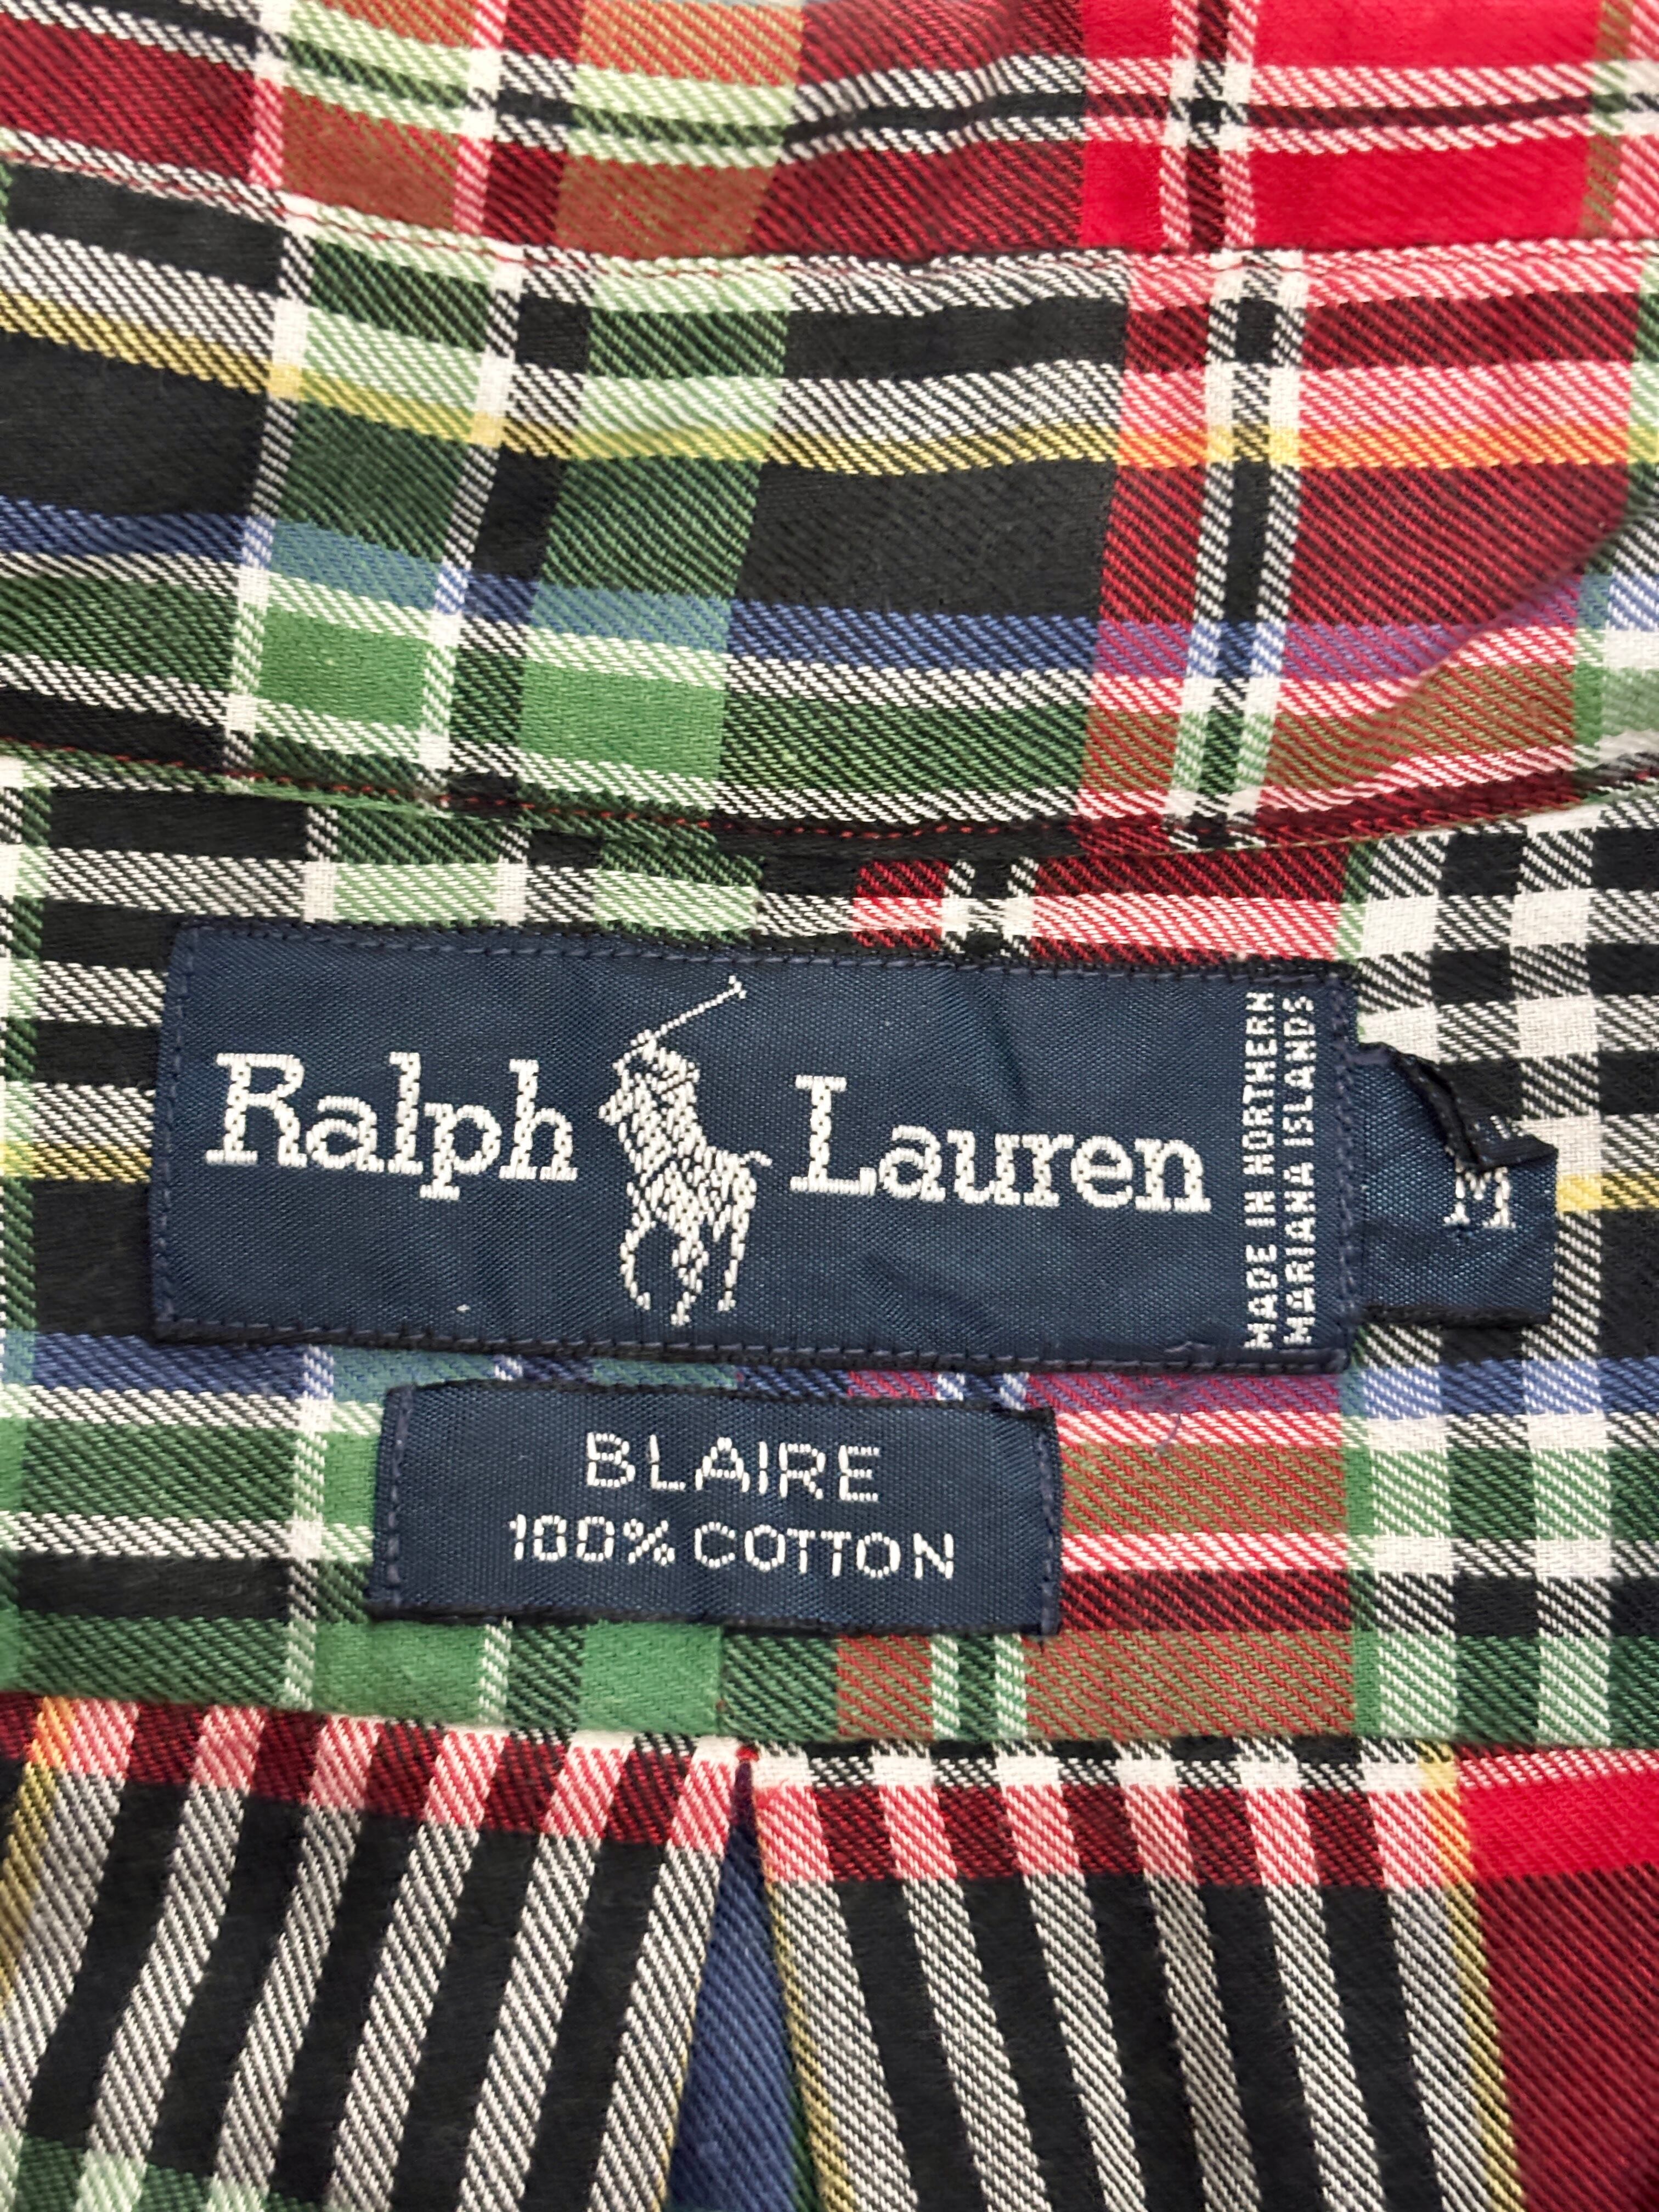 Ralph Lauren
MADE IN NORTHERN
MARIANA ISLANDS
M
BLAIRE
100% COTTON